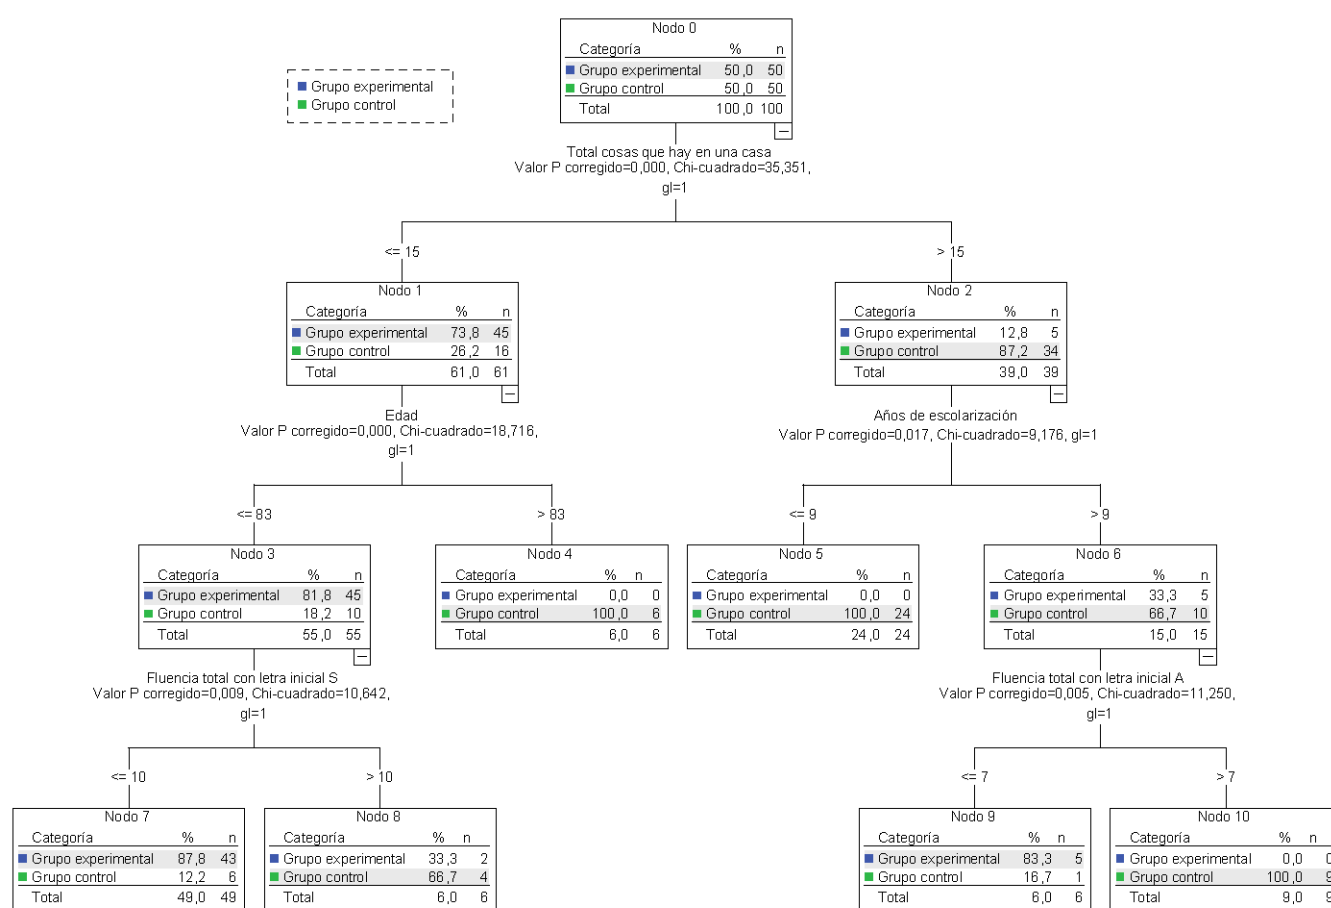 Nodo 0
Categoría % n
Grupo experimental 50,0 50
Grupo control 50,0 50
Total 100,0 100
Grupo experimental
Grupo control
Total cosas que hay en una casa
Valor P corregido=0,000, Chi-cuadrado=35,351,
gl=1
<= 15
> 15
Nodo 1
Categoría % n
Grupo experimental 73,8 45
Grupo control 26,2 16
Total 61,0 61
Nodo 2
Categoría % n
Grupo experimental 12,8 5
Grupo control 87,2 34
Total 39,0 39
Edad
Valor P corregido=0,000, Chi-cuadrado=18,716,
gl=1
Años de escolarización
Valor P corregido=0,017, Chi-cuadrado=9,176, gl=1
<= 83
> 83
<= 9
> 9
Nodo 3
Categoría % n
Grupo experimental 81,8 45
Grupo control 18,2 10
Total 55,0 55
Nodo 4
Categoría % n
Grupo experimental 0,0 0
Grupo control 100,0 6
Total 6,0 6
Nodo 5
Categoría % n
Grupo experimental 0,0 0
Grupo control 100,0 24
Total 24,0 24
Nodo 6
Categoría % n
Grupo experimental 33,3 5
Grupo control 66,7 10
Total 15,0 15
Fluencia total con letra inicial S
Valor P corregido=0,009, Chi-cuadrado=10,642,
gl=1
Fluencia total con letra inicial A
Valor P corregido=0,005, Chi-cuadrado=11,250,
gl=1
<= 10
> 10
<= 7
> 7
Nodo 7
Categoría % n
Grupo experimental 87,8 43
Grupo control 12,2 6
Total 49,0 49
Nodo 8
Categoría % n
Grupo experimental 33,3 2
Grupo control 66,7 4
Total 6,0 6
Nodo 9
Categoría % n
Grupo experimental 83,3 5
Grupo control 16,7 1
Total 6,0 6
Nodo 10
Categoría % n
Grupo experimental 0,0 0
Grupo control 100,0 9
Total 9,0 9